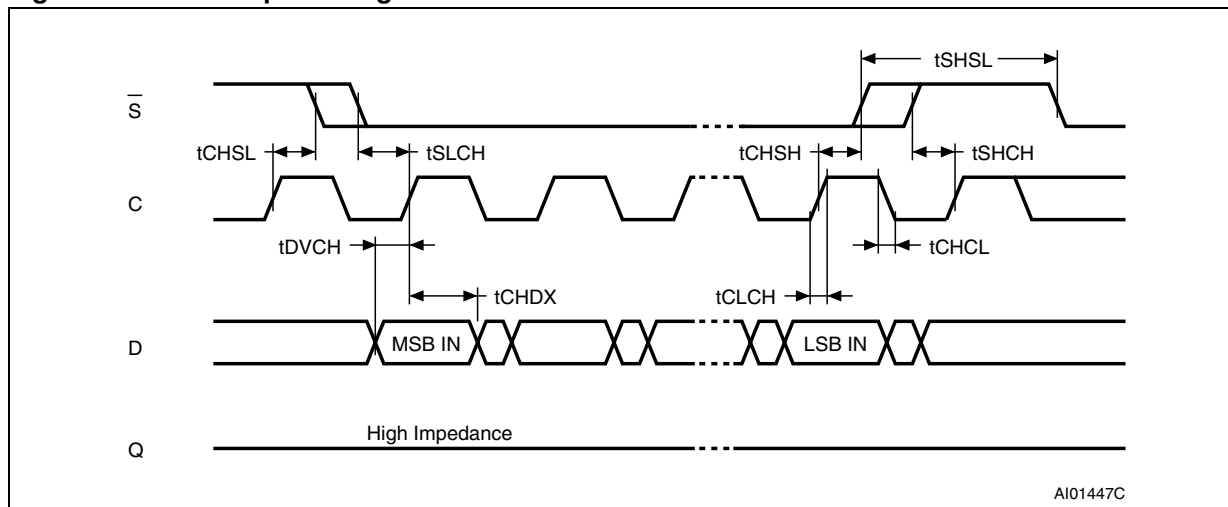 tSHSL
S
tCHSL
tSLCH
tCHSH
tSHCH
C
tDVCH
tCHCL
tCHDX
tCLCH
D
MSB IN
LSB IN
High Impedance
Q
AI01447C